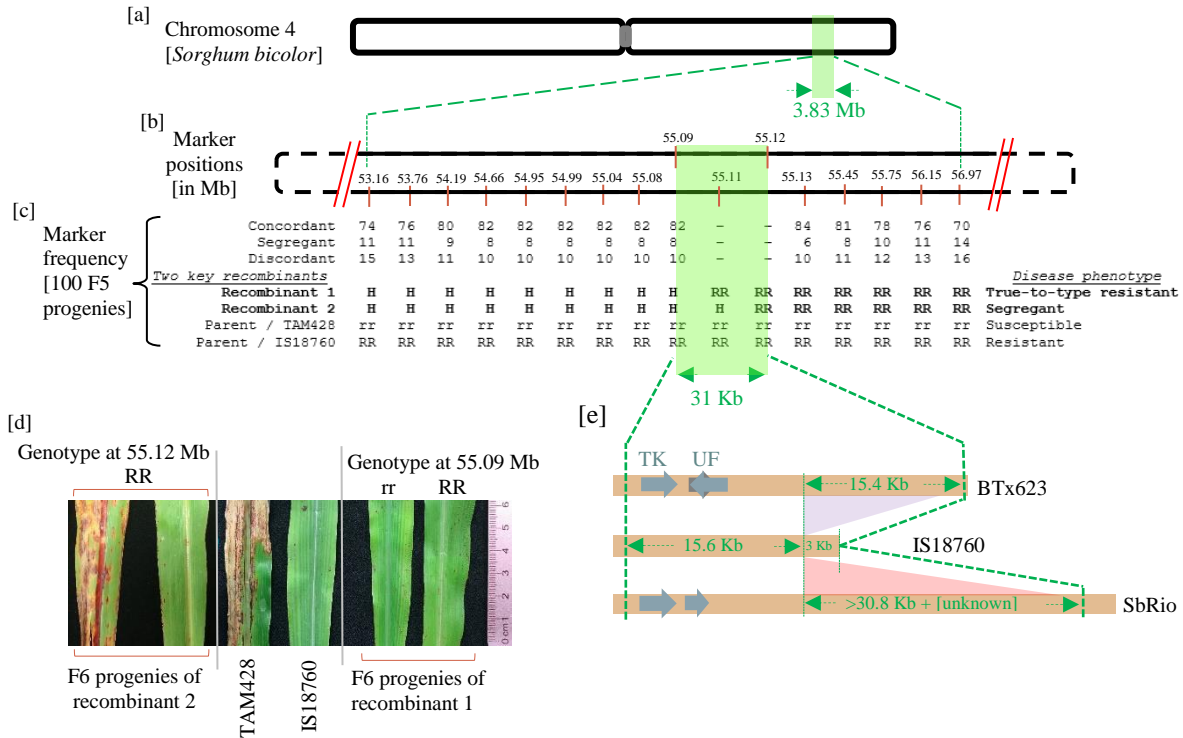 [a]
Chromosome 4
[Sorghum bicolor]
3.83 Mb
[b]
Marker
positions
[in Mb]
55.09 55.12
53.16 53.76 54.19 54.66 54.95 54.99 55.04 55.08 55.11 55.13 55.45 55.75 56.15 56.97
[c]
Marker
frequency
[100 F5
progenies]
Concordant 74 76 80 82 82 82 82 82 82 – – 84 81 78 76 70
Segregant 11 11 9 8 8 8 8 8 8 – – 6 8 10 11 14
Discordant 15 13 11 10 10 10 10 10 10 – – 10 11 12 13 16
Two key recombinants Disease phenotype
Recombinant 1 H H H H H H H H H RR RR RR RR RR RR RR True-to-type resistant
Recombinant 2 H H H H H H H H H H RR RR RR RR RR RR Segregant
Parent / TAM428 rr rr rr rr rr rr rr rr rr rr rr rr rr rr rr rr Susceptible
Parent / IS18760 RR RR RR RR RR RR RR RR RR RR RR RR RR RR RR RR Resistant
31 Kb
[d]
Genotype at 55.12 Mb
RR
Genotype at 55.09 Mb
rr RR
0cm1 2 3 4 5 6
F6 progenies of
recombinant 2
TAM428
IS18760
F6 progenies of
recombinant 1
[e]
TK UF
15.4 Kb
BTx623
15.6 Kb 3 Kb
IS18760
>30.8 Kb + [unknown]
SbRio